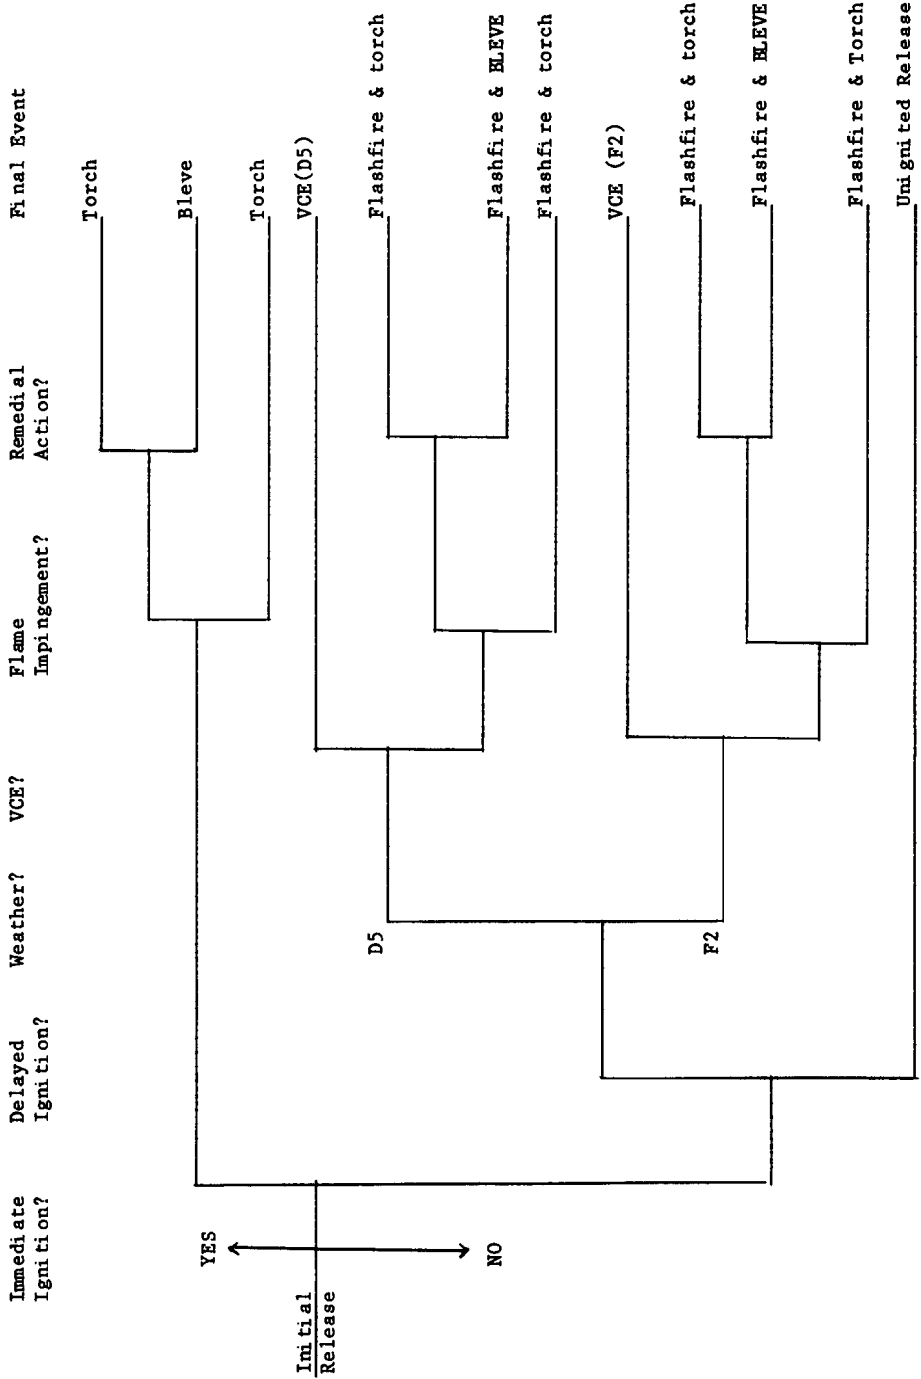 Immediate
Ignition?
Delayed
Ignition?
Weather?
VCE?
Flame
Impingement?
Remedial
Action?
Final Event
YES
NO
Initial
Release
D5
F2
Torch
Bleve
Torch
VCE(D5)
Flashfire & torch
Flashfire & BLEVE
Flashfire & torch
VCE (F2)
Flashfire & torch
Flashfire & BLEVE
Flashfire & Torch
Unignited Release